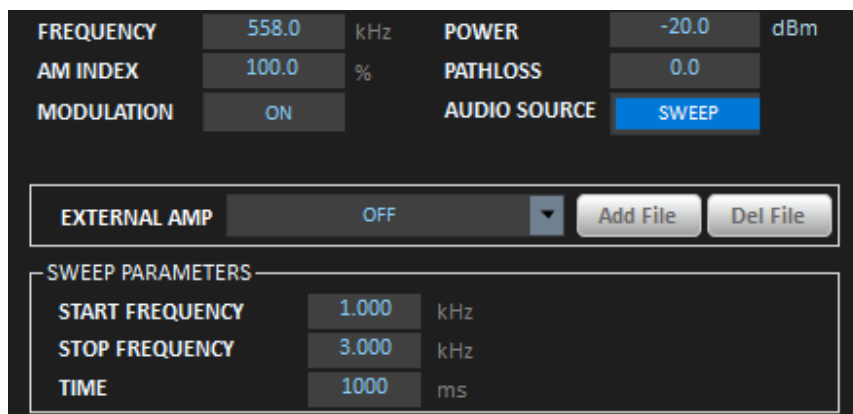 FREQUENCY 558.0 kHz POWER -20.0 dBm
AM INDEX 100.0 % PATHLOSS 0.0
MODULATION ON AUDIO SOURCE SWEEP
EXTERNAL AMP OFF Add File Del File
SWEEP PARAMETERS
START FREQUENCY 1.000 kHz
STOP FREQUENCY 3.000 kHz
TIME 1000 ms